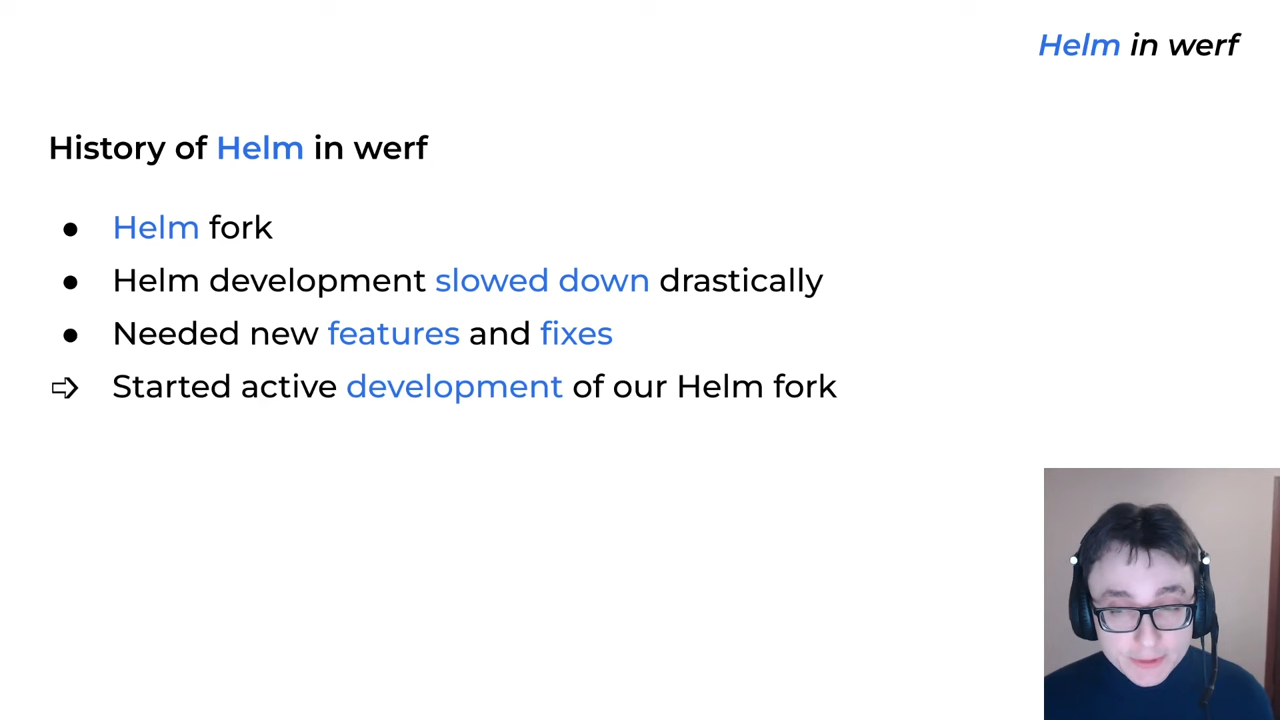 Helm in werf
History of Helm in werf
● Helm fork
● Helm development slowed down drastically
● Needed new features and fixes
⇨ Started active development of our Helm fork